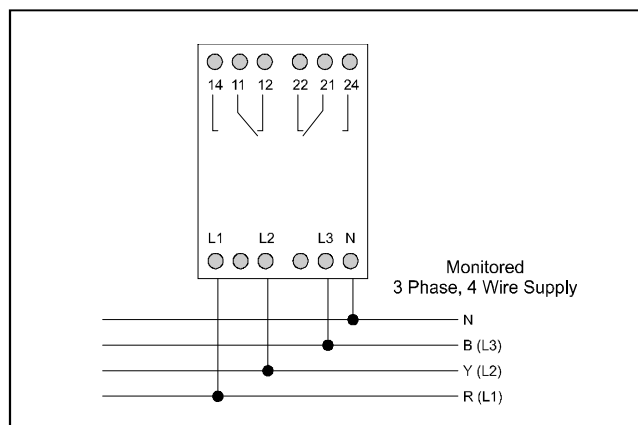 14 11 12 22 21 24
L1 L2 L3 N
Monitored
3 Phase, 4 Wire Supply
N
B (L3)
Y (L2)
R (L1)